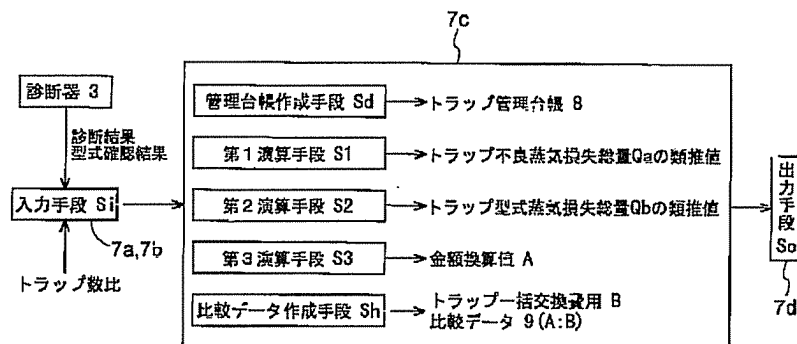 7c
診断器 3
診断結果
型式確認結果
入力手段 Si
7a,7b
トラップ数比
管理台帳作成手段 Sd
トラップ管理台帳 B
第1演算手段 S1
トラップ不良蒸気損失総量Qaの類推値
第2演算手段 S2
トラップ型式蒸気損失総量Qbの類推値
第3演算手段 S3
金額換算値 A
比較データ作成手段 Sh
トラップ一括交換費用 B
比較データ 9(A:B)
出力手段 So
7d